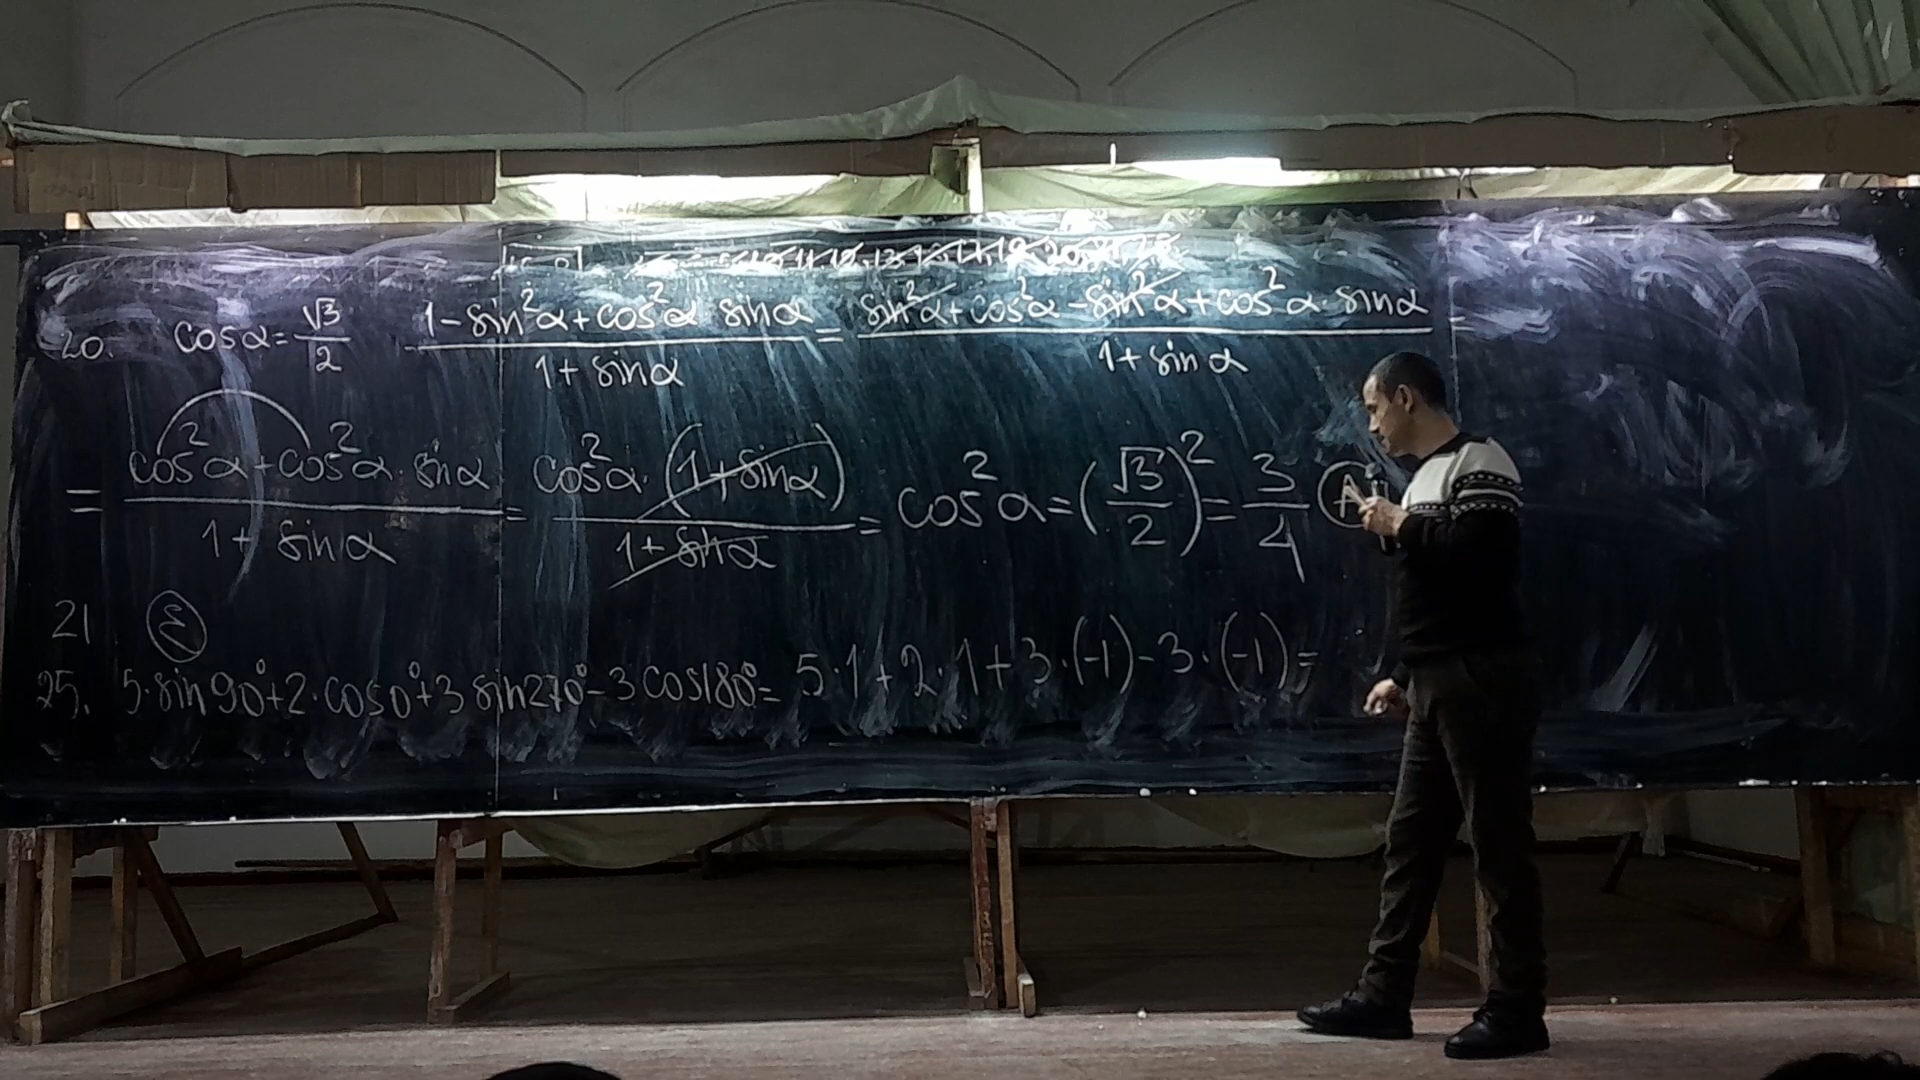 20. cosα = √3/2 (1 - sin²α + cos²α · sinα)/(1 + sinα) = (sin²α + cos²α - sin²α + cos²α · sinα)/(1 + sinα) =
= (cos²α + cos²α · sinα)/(1 + sinα) = (cos²α · (1 + sinα))/(1 + sinα) = cos²α = (√3/2)² = 3/4 A
21 Σ
25. 5·sin90° + 2·cos0° + 3 sin270° - 3 cos180° = 5·1 + 2·1 + 3·(-1) - 3·(-1) =